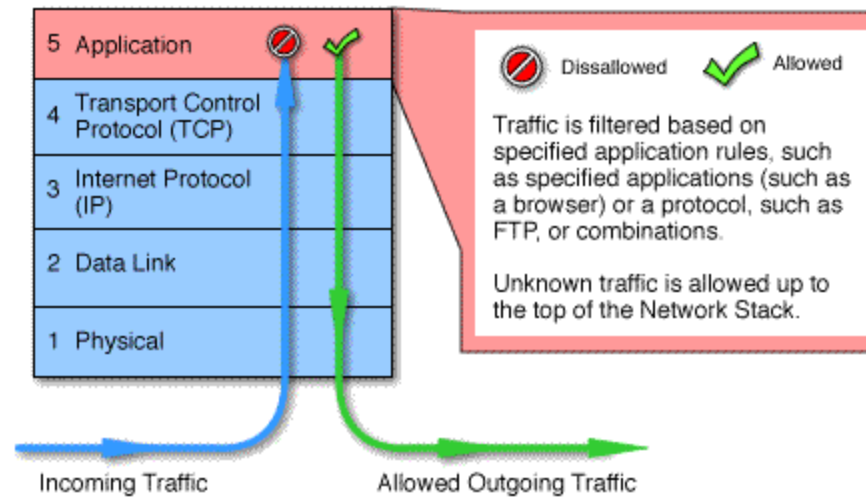 5 Application
4 Transport Control
Protocol (TCP)
3 Internet Protocol
(IP)
2 Data Link
1 Physical
Incoming Traffic
Allowed Outgoing Traffic
Dissallowed
Allowed
Traffic is filtered based on
specified application rules, such
as specified applications (such as
a browser) or a protocol, such as
FTP, or combinations.
Unknown traffic is allowed up to
the top of the Network Stack.